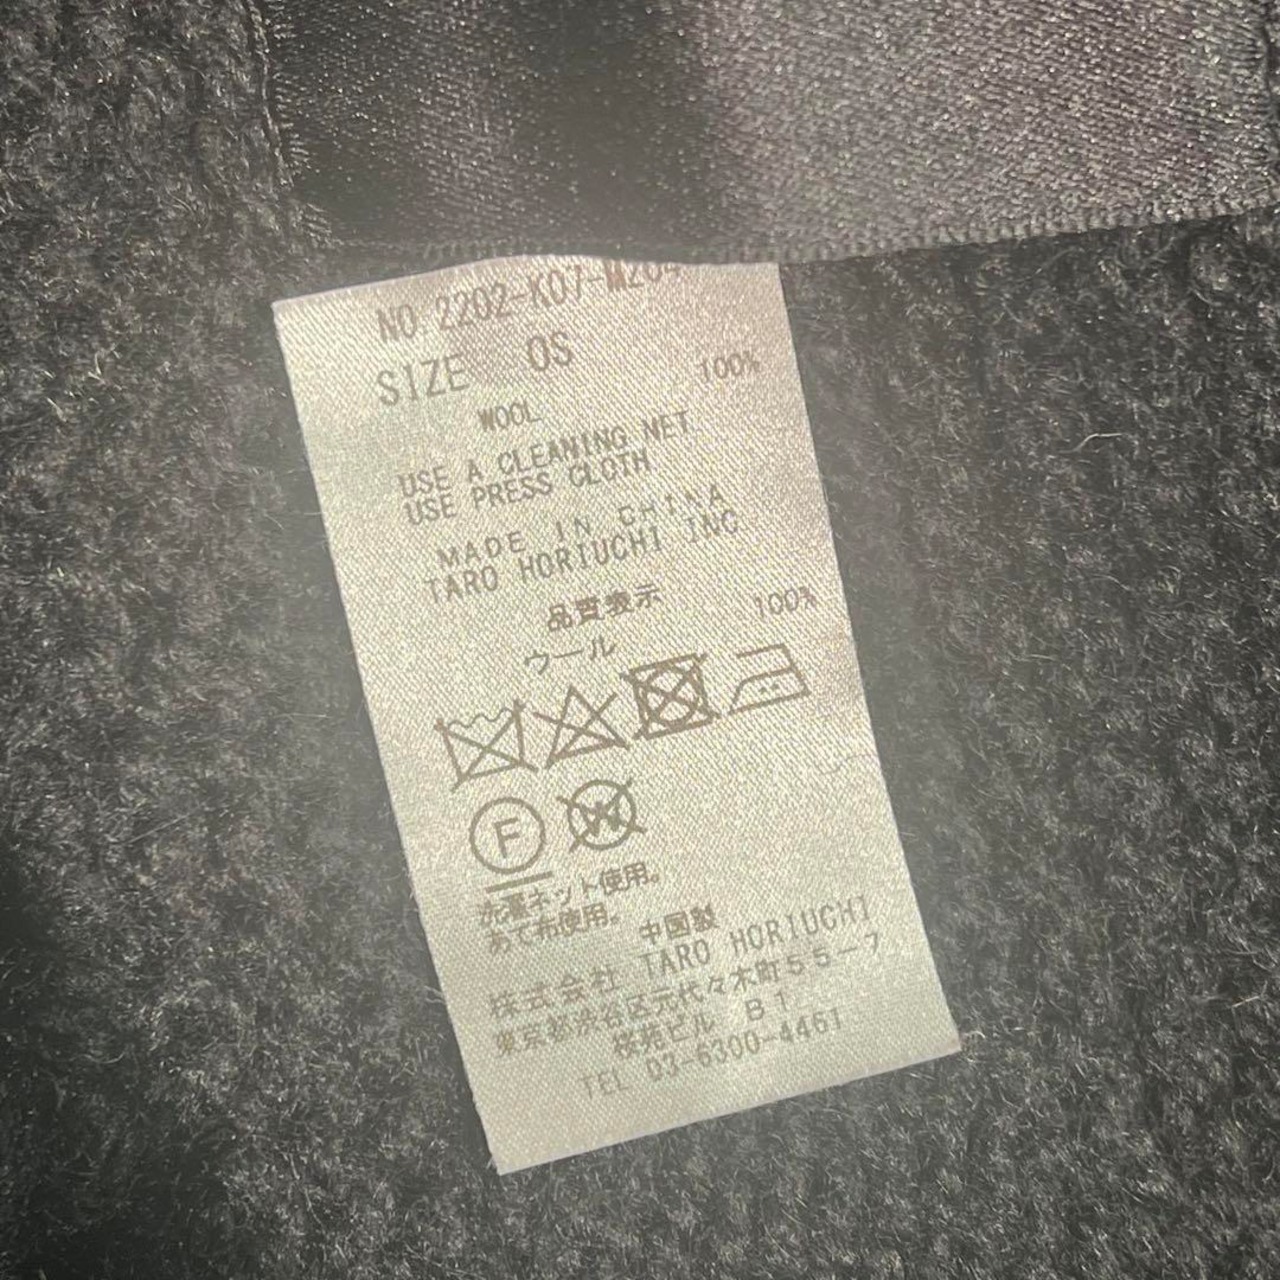 NO.2202-K07-M204
SIZE OS
WOOL 100%
USE A CLEANING NET
USE PRESS CLOTH
MADE IN CHINA
TARO HORIUCHI INC
品質表示
ウール 100%
F W
洗濯ネット使用。
あて布使用。
中国製
株式会社 TARO HORIUCHI
東京都渋谷区元代々木町55-7
桜苑ビル B1
TEL 03-6300-4461